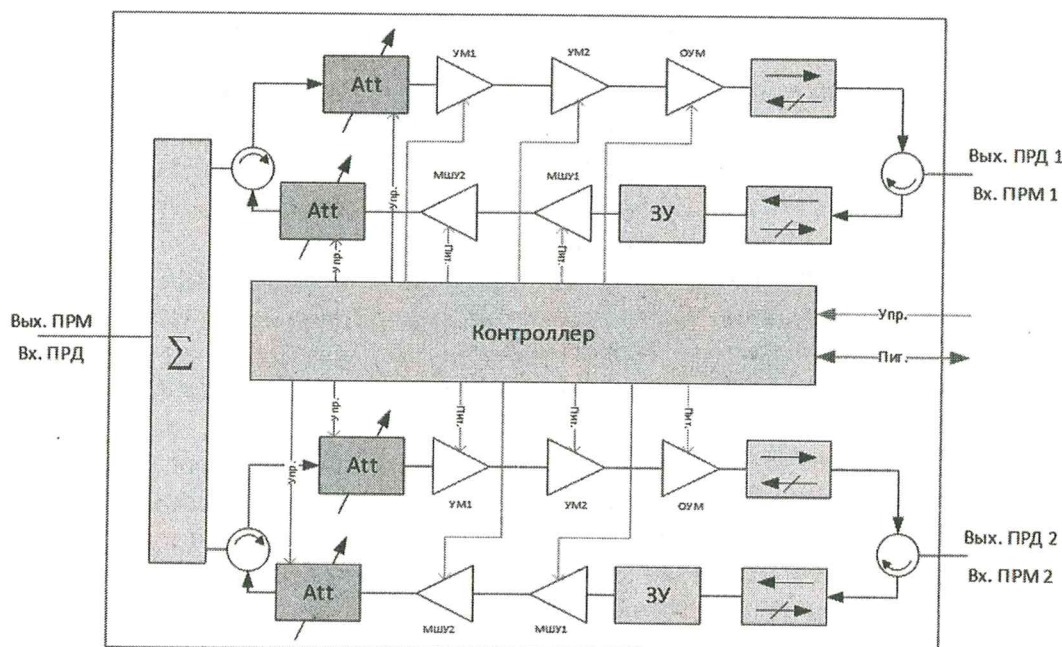 УМ1 УМ2 ОУМ
Att
Вых. ПРД 1
Вх. ПРМ 1
МШУ2 МШУ1
Att ЗУ
Упр.
Упр. Пит. Пит.
Вых. ПРМ
Вх. ПРД
Σ
Контроллер
Упр.
Пит.
Упр. Пит. Пит. Пит.
Упр.
Att
УМ1 УМ2 ОУМ
Вых. ПРД 2
Вх. ПРМ 2
Att ЗУ
МШУ2 МШУ1